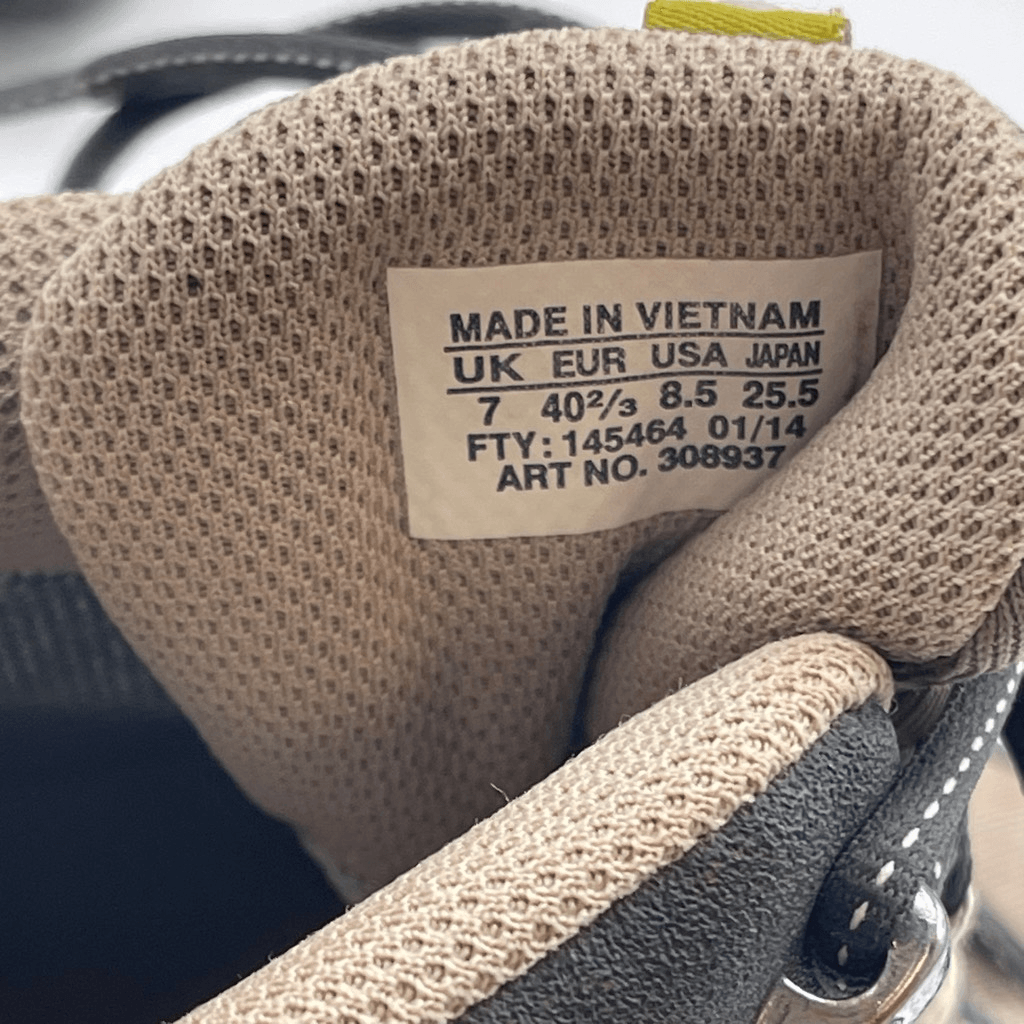 MADE IN VIETNAM
UK EUR USA JAPAN
7 40²/₃ 8.5 25.5
FTY: 145464 01/14
ART NO. 308937